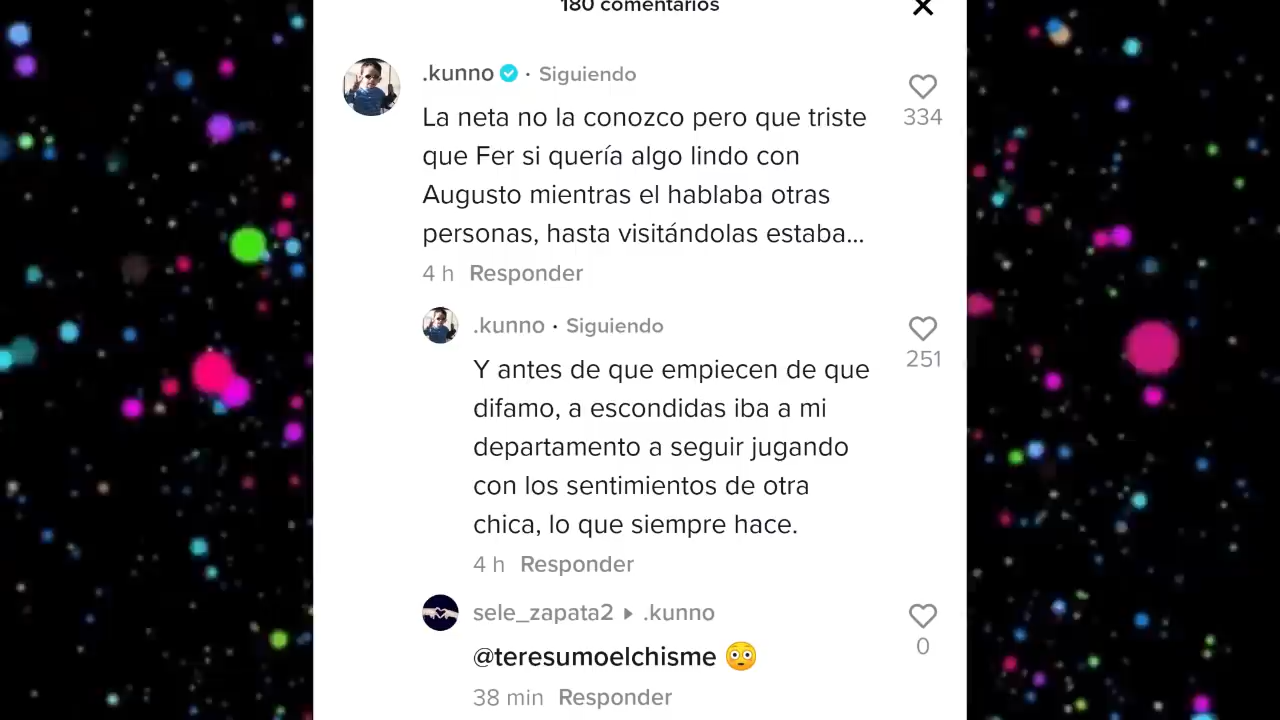 180 comentarios
.kunno · Siguiendo
334
La neta no la conozco pero que triste
que Fer si quería algo lindo con
Augusto mientras el hablaba otras
personas, hasta visitándolas estaba...
4 h Responder
.kunno · Siguiendo
251
Y antes de que empiecen de que
difamo, a escondidas iba a mi
departamento a seguir jugando
con los sentimientos de otra
chica, lo que siempre hace.
4 h Responder
sele_zapata2 ▸ .kunno
0
@teresumoelchisme 😳
38 min Responder